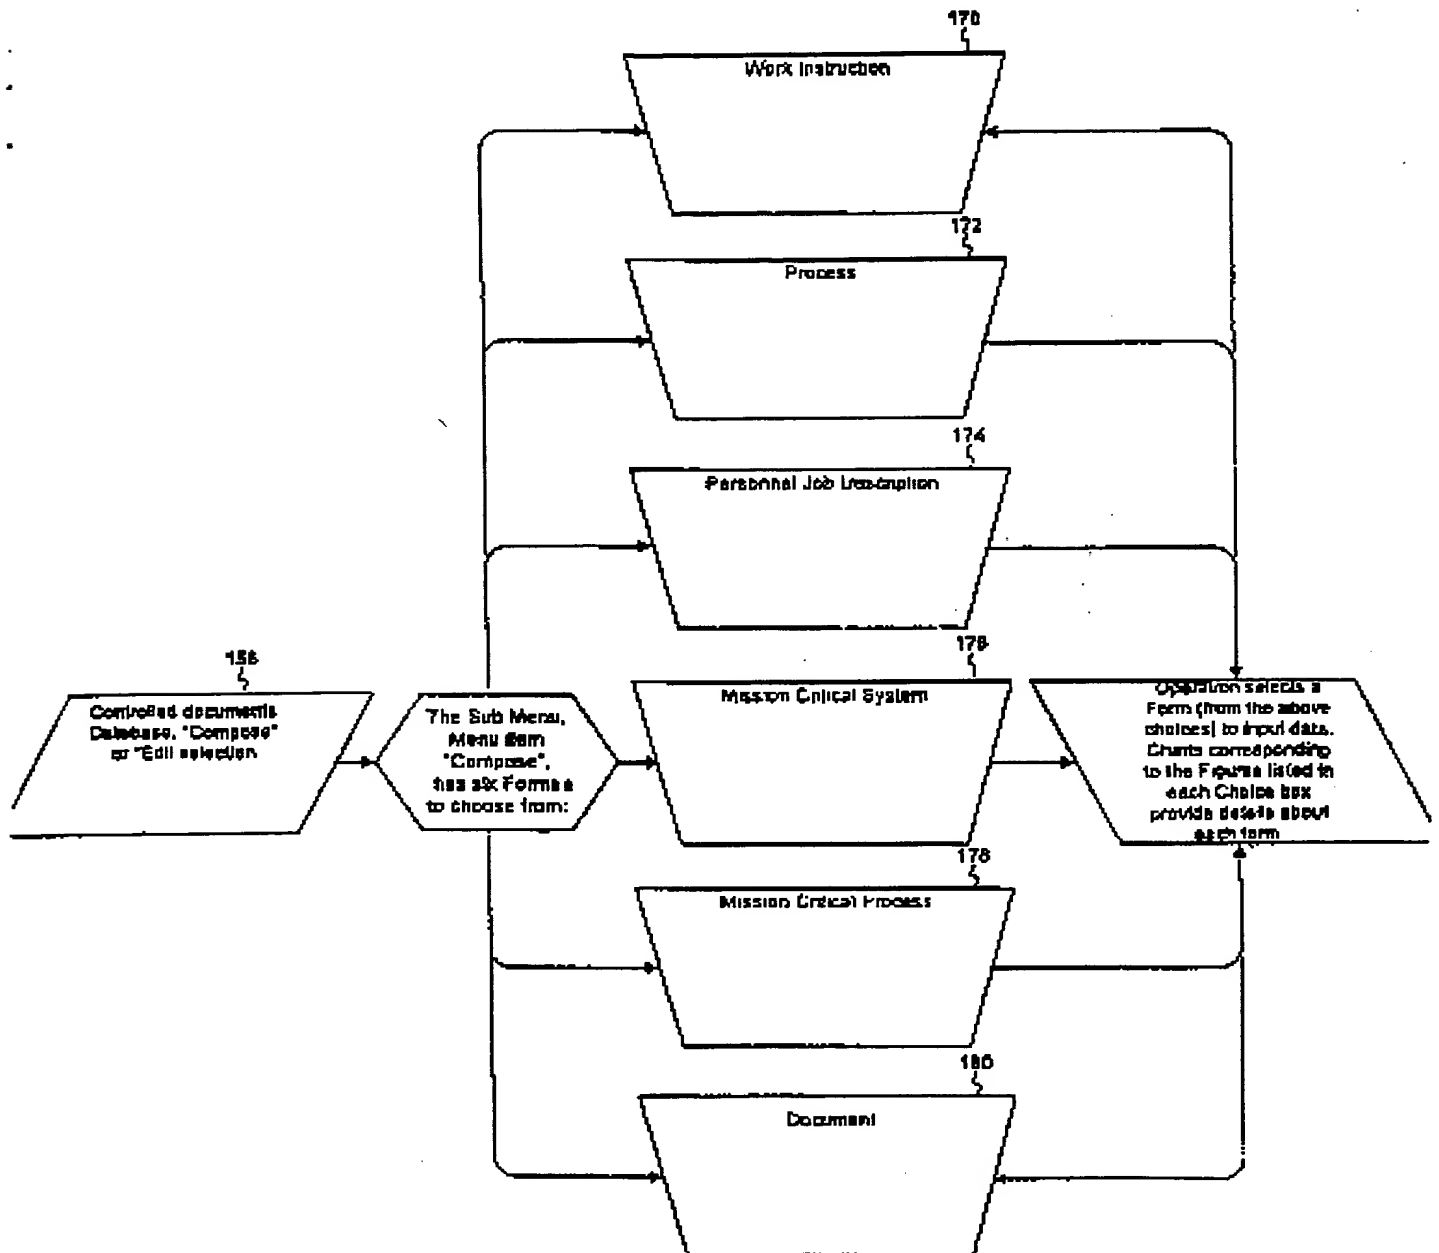 170
Work Instruction
172
Process
174
Personnel Job Description
156
Controlled documents
Database, "Compose"
or "Edit selection
The Sub Menu,
Menu item
"Compose",
has six Formes
to choose from:
Mission Critical System
Operation selects a
Form (from the above
choices) to input data.
Charts corresponding
to the Figures listed in
each Choice box
provide details about
each form
178
Mission Critical Process
180
Document